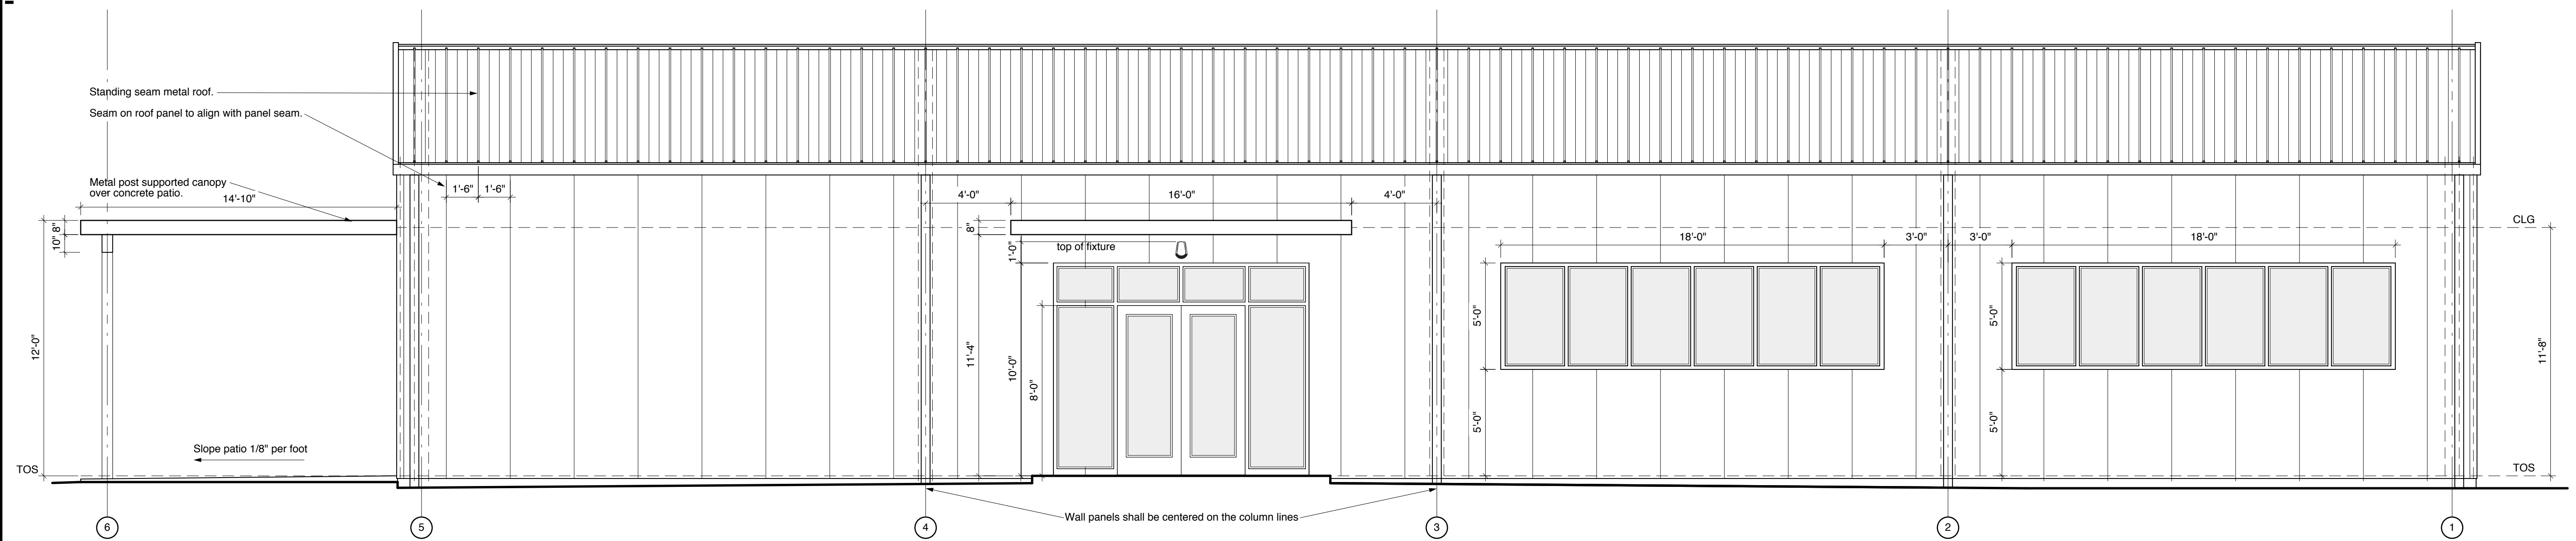 Standing seam metal roof.
Seam on roof panel to align with panel seam.
Metal post supported canopy
over concrete patio.
14'-10"
1'-6" 1'-6"
4'-0" 16'-0" 4'-0"
8"
10" 8"
CLG
1'-0"
top of fixture
18'-0" 3'-0" 3'-0" 18'-0"
12'-0"
11'-4"
10'-0"
8'-0"
5'-0"
5'-0"
5'-0"
5'-0"
11'-8"
Slope patio 1/8" per foot
TOS
TOS
Wall panels shall be centered on the column lines
6 5 4 3 2 1